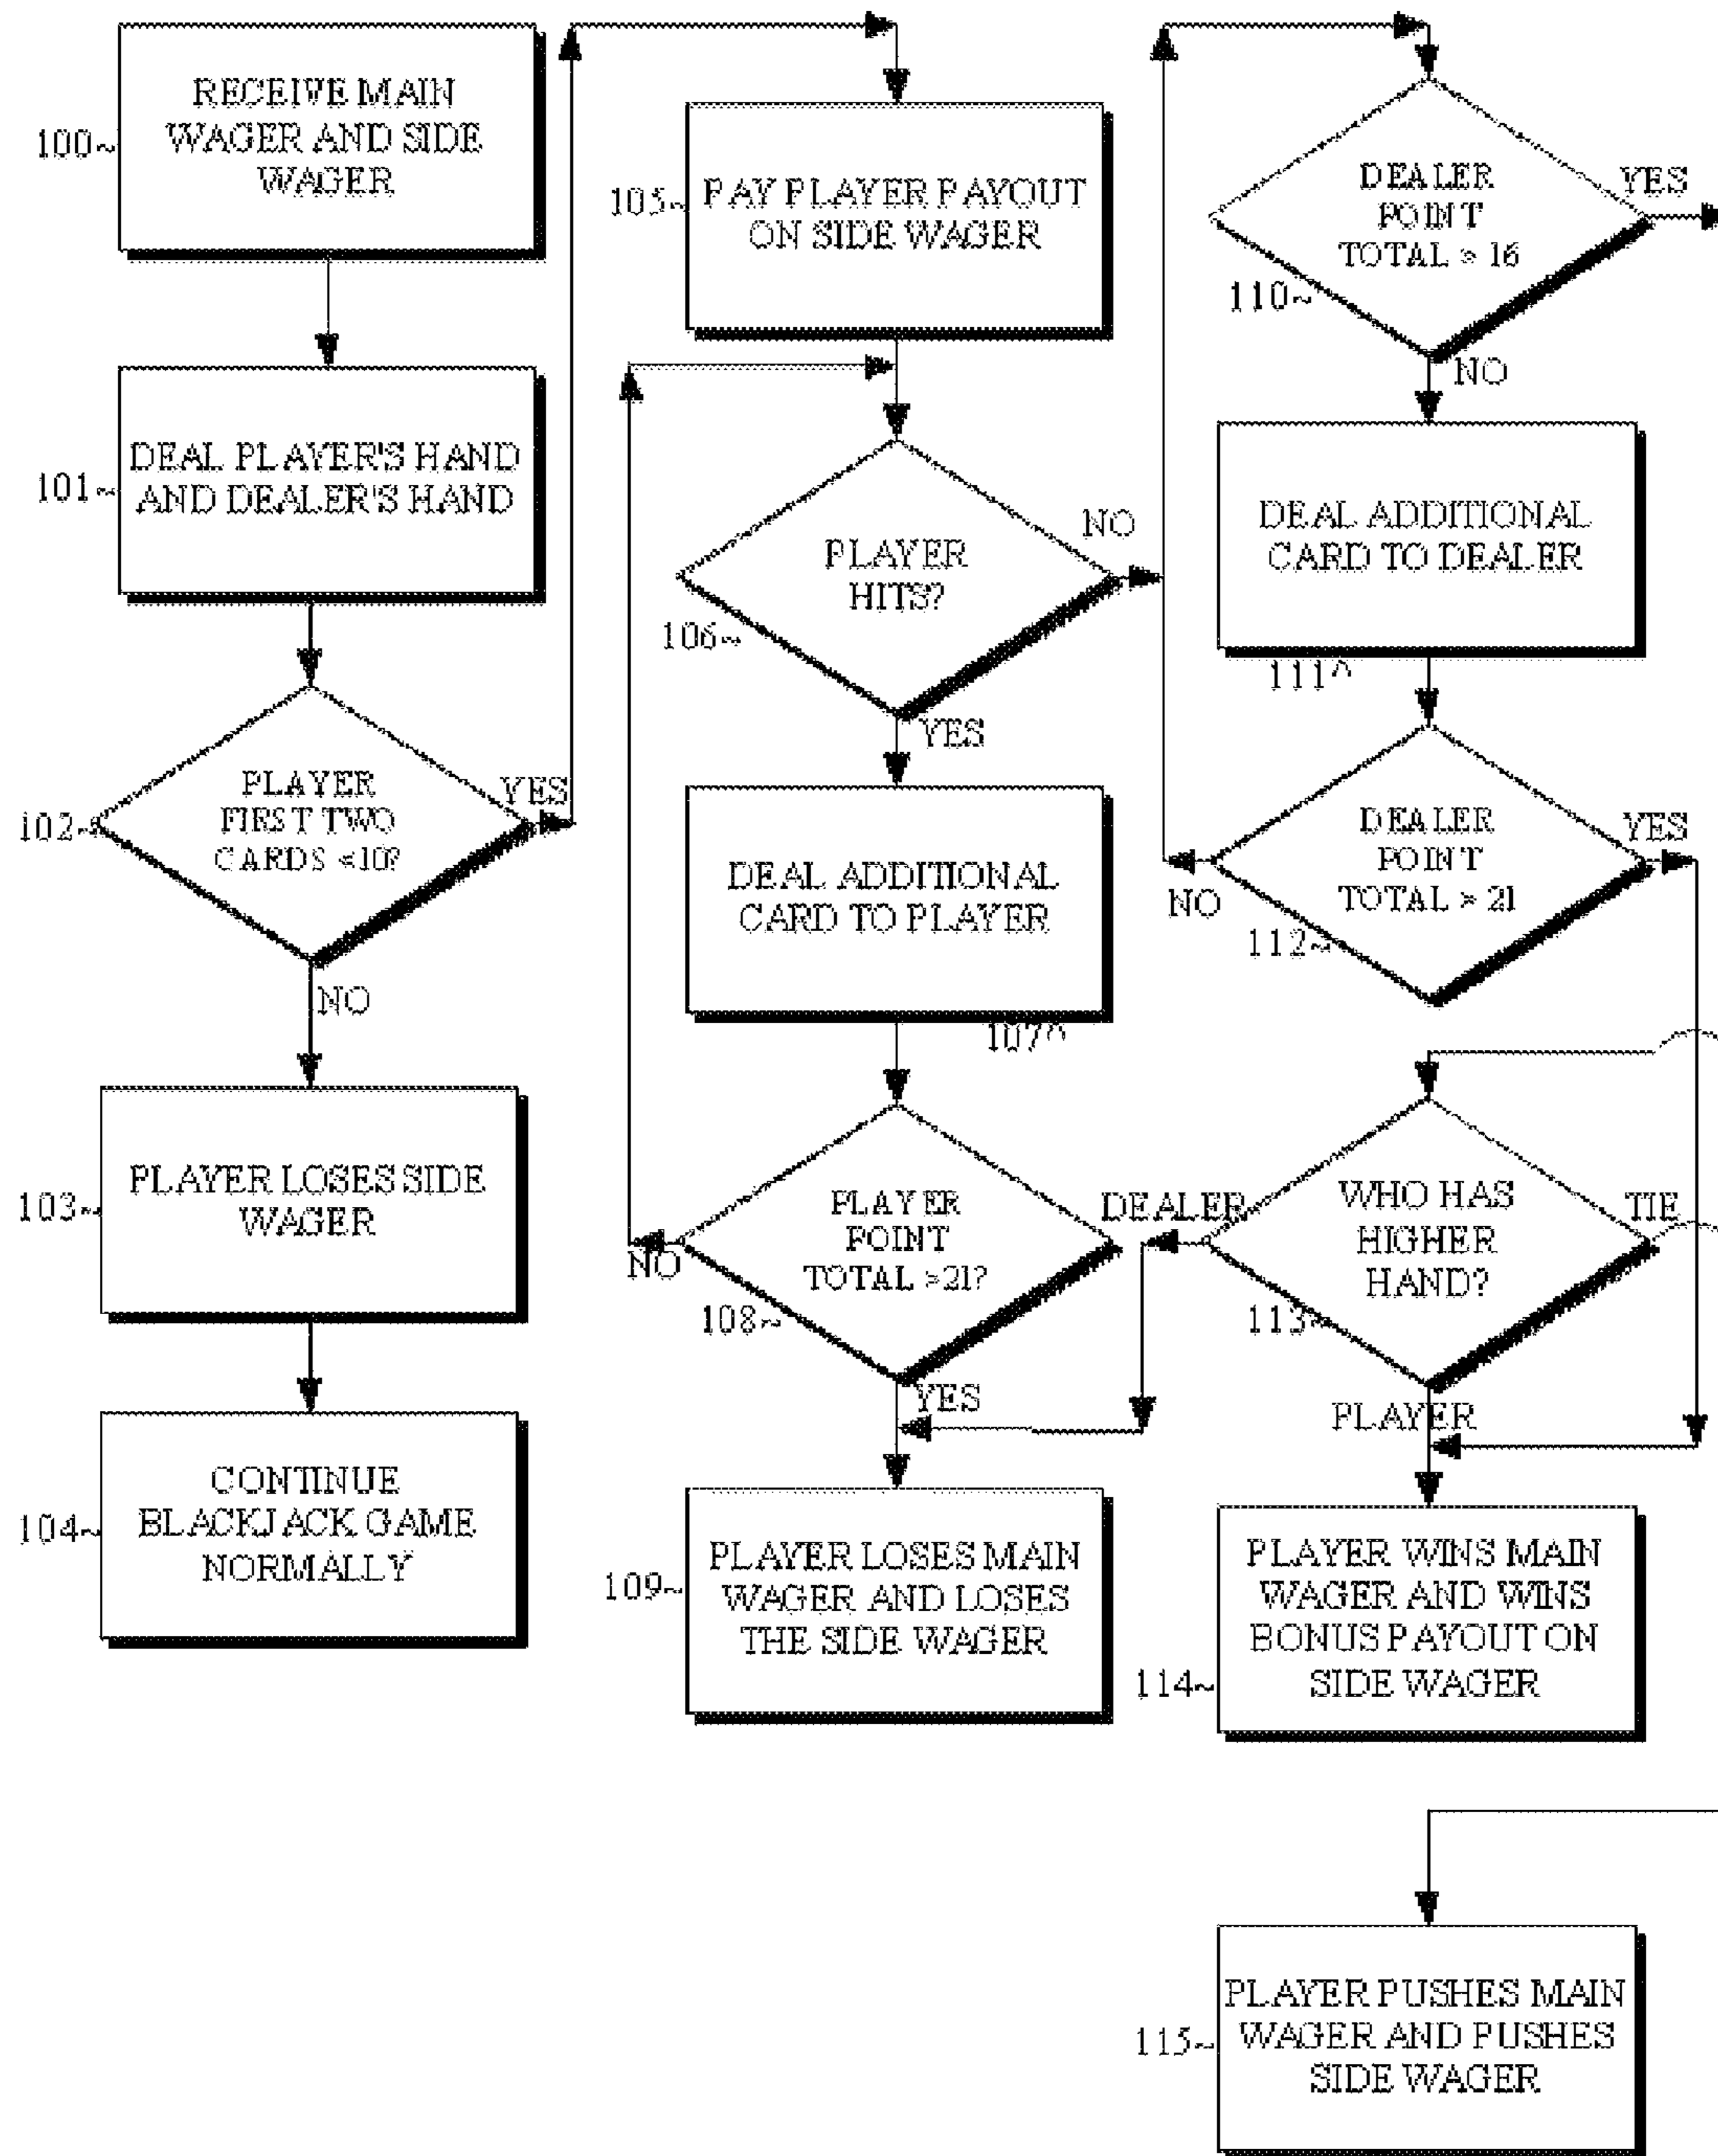 RECEIVE MAIN
WAGER AND SIDE
WAGER
100~
DEAL PLAYER'S HAND
AND DEALER'S HAND
101~
PLAYER
FIRST TWO
CARDS <10?
102~
YES
NO
PLAYER LOSES SIDE
WAGER
103~
CONTINUE
BLACKJACK GAME
NORMALLY
104~
PAY PLAYER PAYOUT
ON SIDE WAGER
105~
PLAYER
HITS?
106~
NO
YES
DEAL ADDITIONAL
CARD TO PLAYER
107^
PLAYER
POINT
TOTAL >21?
108~
NO
YES
PLAYER LOSES MAIN
WAGER AND LOSES
THE SIDE WAGER
109~
DEALER
POINT
TOTAL > 16
110~
YES
NO
DEAL ADDITIONAL
CARD TO DEALER
111^
DEALER
POINT
TOTAL > 21
112~
YES
NO
WHO HAS
HIGHER
HAND?
113~
DEALER
TIE
PLAYER
PLAYER WINS MAIN
WAGER AND WINS
BONUS PAYOUT ON
SIDE WAGER
114~
PLAYER PUSHES MAIN
WAGER AND PUSHES
SIDE WAGER
115~